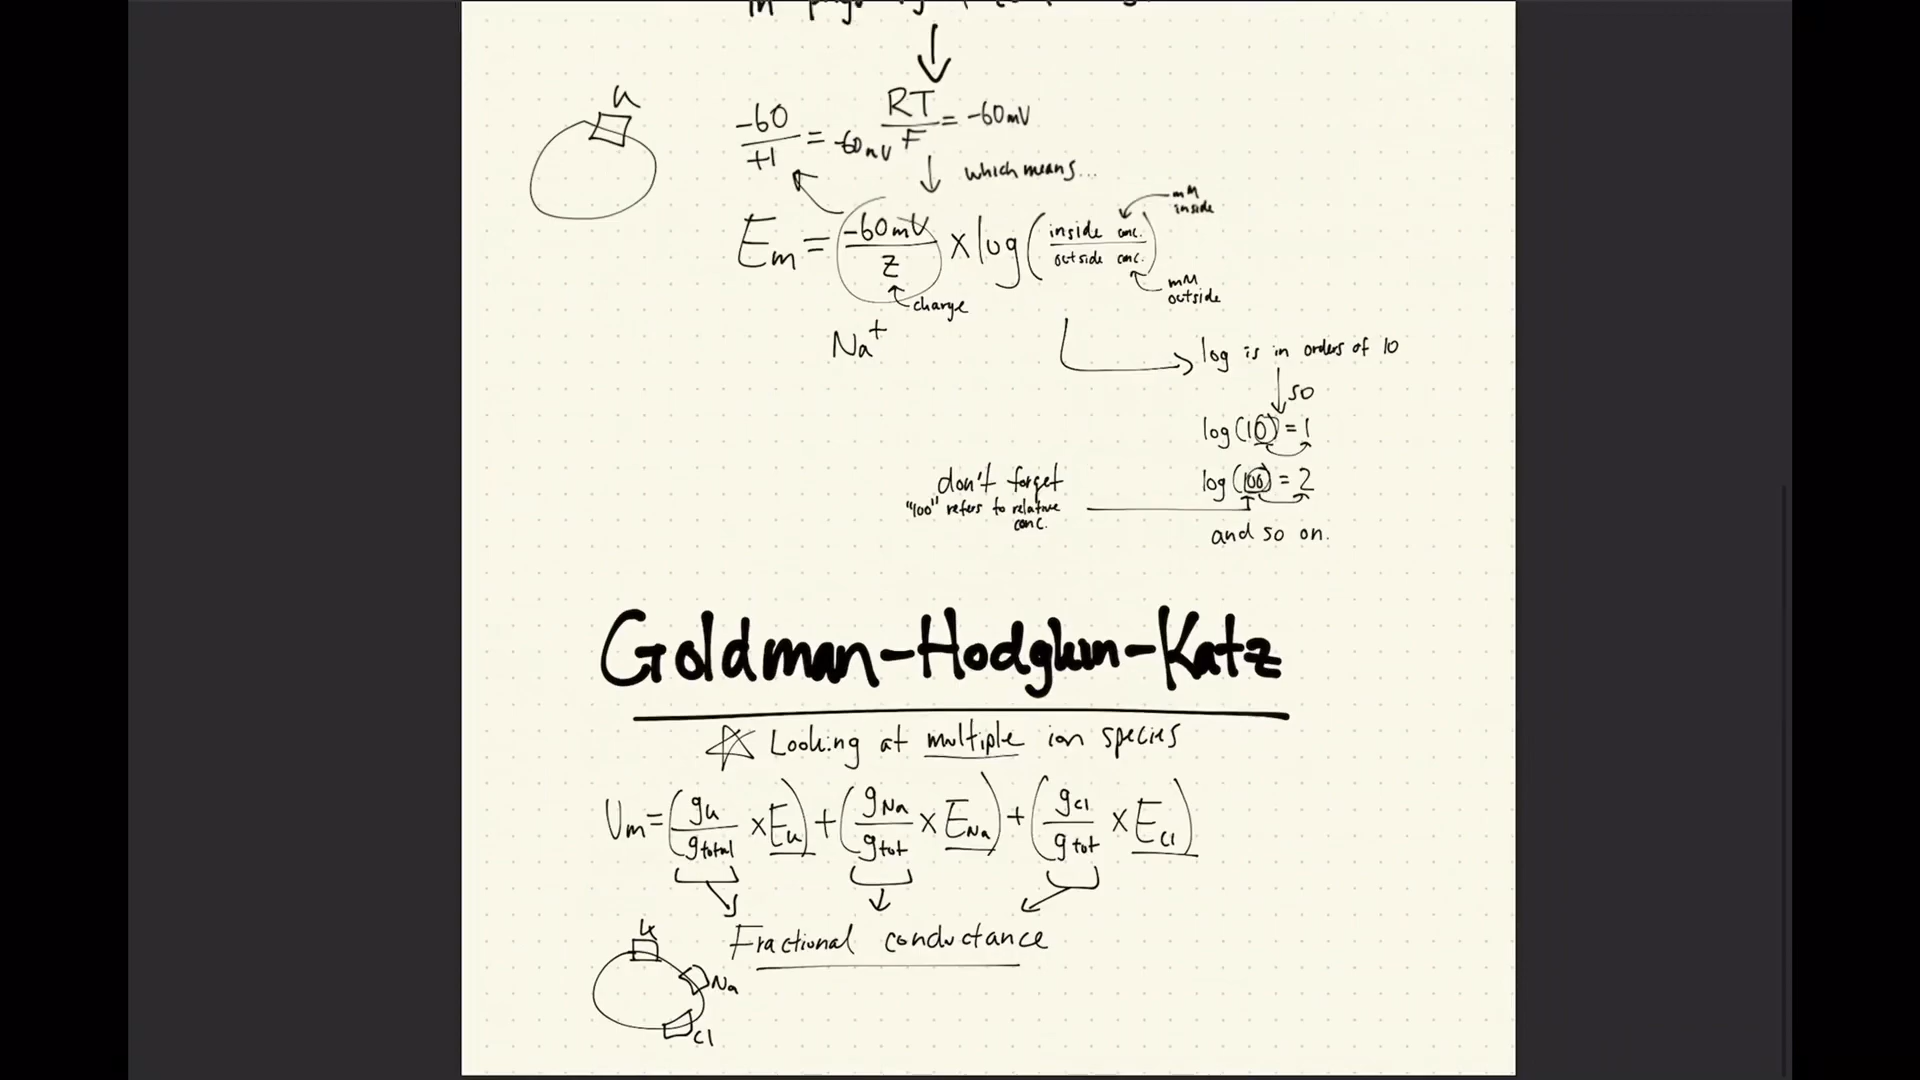 K
-60 / +1 = -60mV
RT / F = -60mV
which means...
Em = -60mV / z × log ( inside conc. / outside conc. )
mM inside
mM outside
charge
Na+
log is in orders of 10
so
log(10) = 1
log(100) = 2
and so on.
don't forget
"100" refers to relative
conc.
Goldman-Hodgkin-Katz
☆ Looking at multiple ion species
Vm = ( gK / gtotal × EK ) + ( gNa / gtot × ENa ) + ( gCl / gtot × ECl )
Fractional conductance
K
Na
Cl